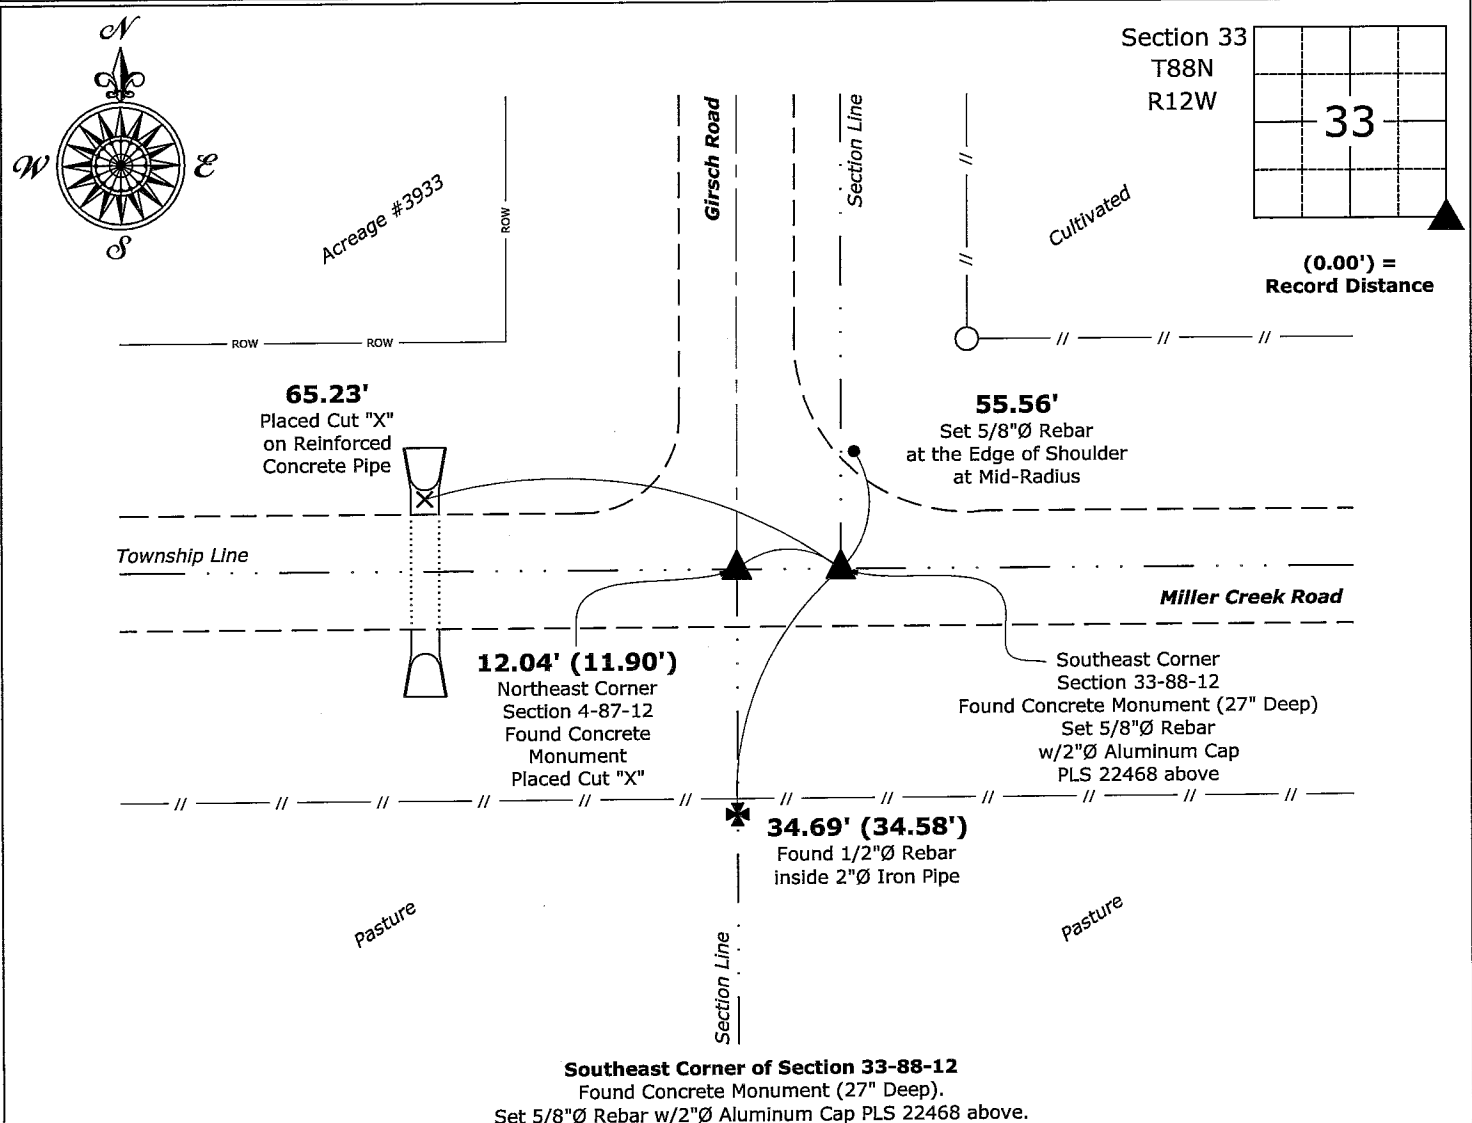 N
W
E
S
Section 33
T88N
R12W
33
(0.00') =
Record Distance
Acreage #3933
ROW
Girsch Road
Section Line
Cultivated
ROW
ROW
65.23'
Placed Cut "X"
on Reinforced
Concrete Pipe
55.56'
Set 5/8"Ø Rebar
at the Edge of Shoulder
at Mid-Radius
Township Line
Miller Creek Road
12.04' (11.90')
Northeast Corner
Section 4-87-12
Found Concrete
Monument
Placed Cut "X"
Southeast Corner
Section 33-88-12
Found Concrete Monument (27" Deep)
Set 5/8"Ø Rebar
w/2"Ø Aluminum Cap
PLS 22468 above
34.69' (34.58')
Found 1/2"Ø Rebar
inside 2"Ø Iron Pipe
Pasture
Pasture
Section Line
Southeast Corner of Section 33-88-12
Found Concrete Monument (27" Deep).
Set 5/8"Ø Rebar w/2"Ø Aluminum Cap PLS 22468 above.